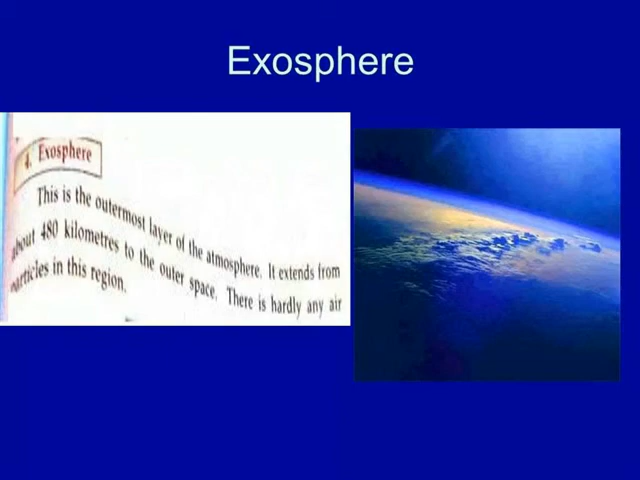 Exosphere
4. Exosphere
This is the outermost layer of the atmosphere. It extends from
about 480 kilometres to the outer space. There is hardly any air
particles in this region.